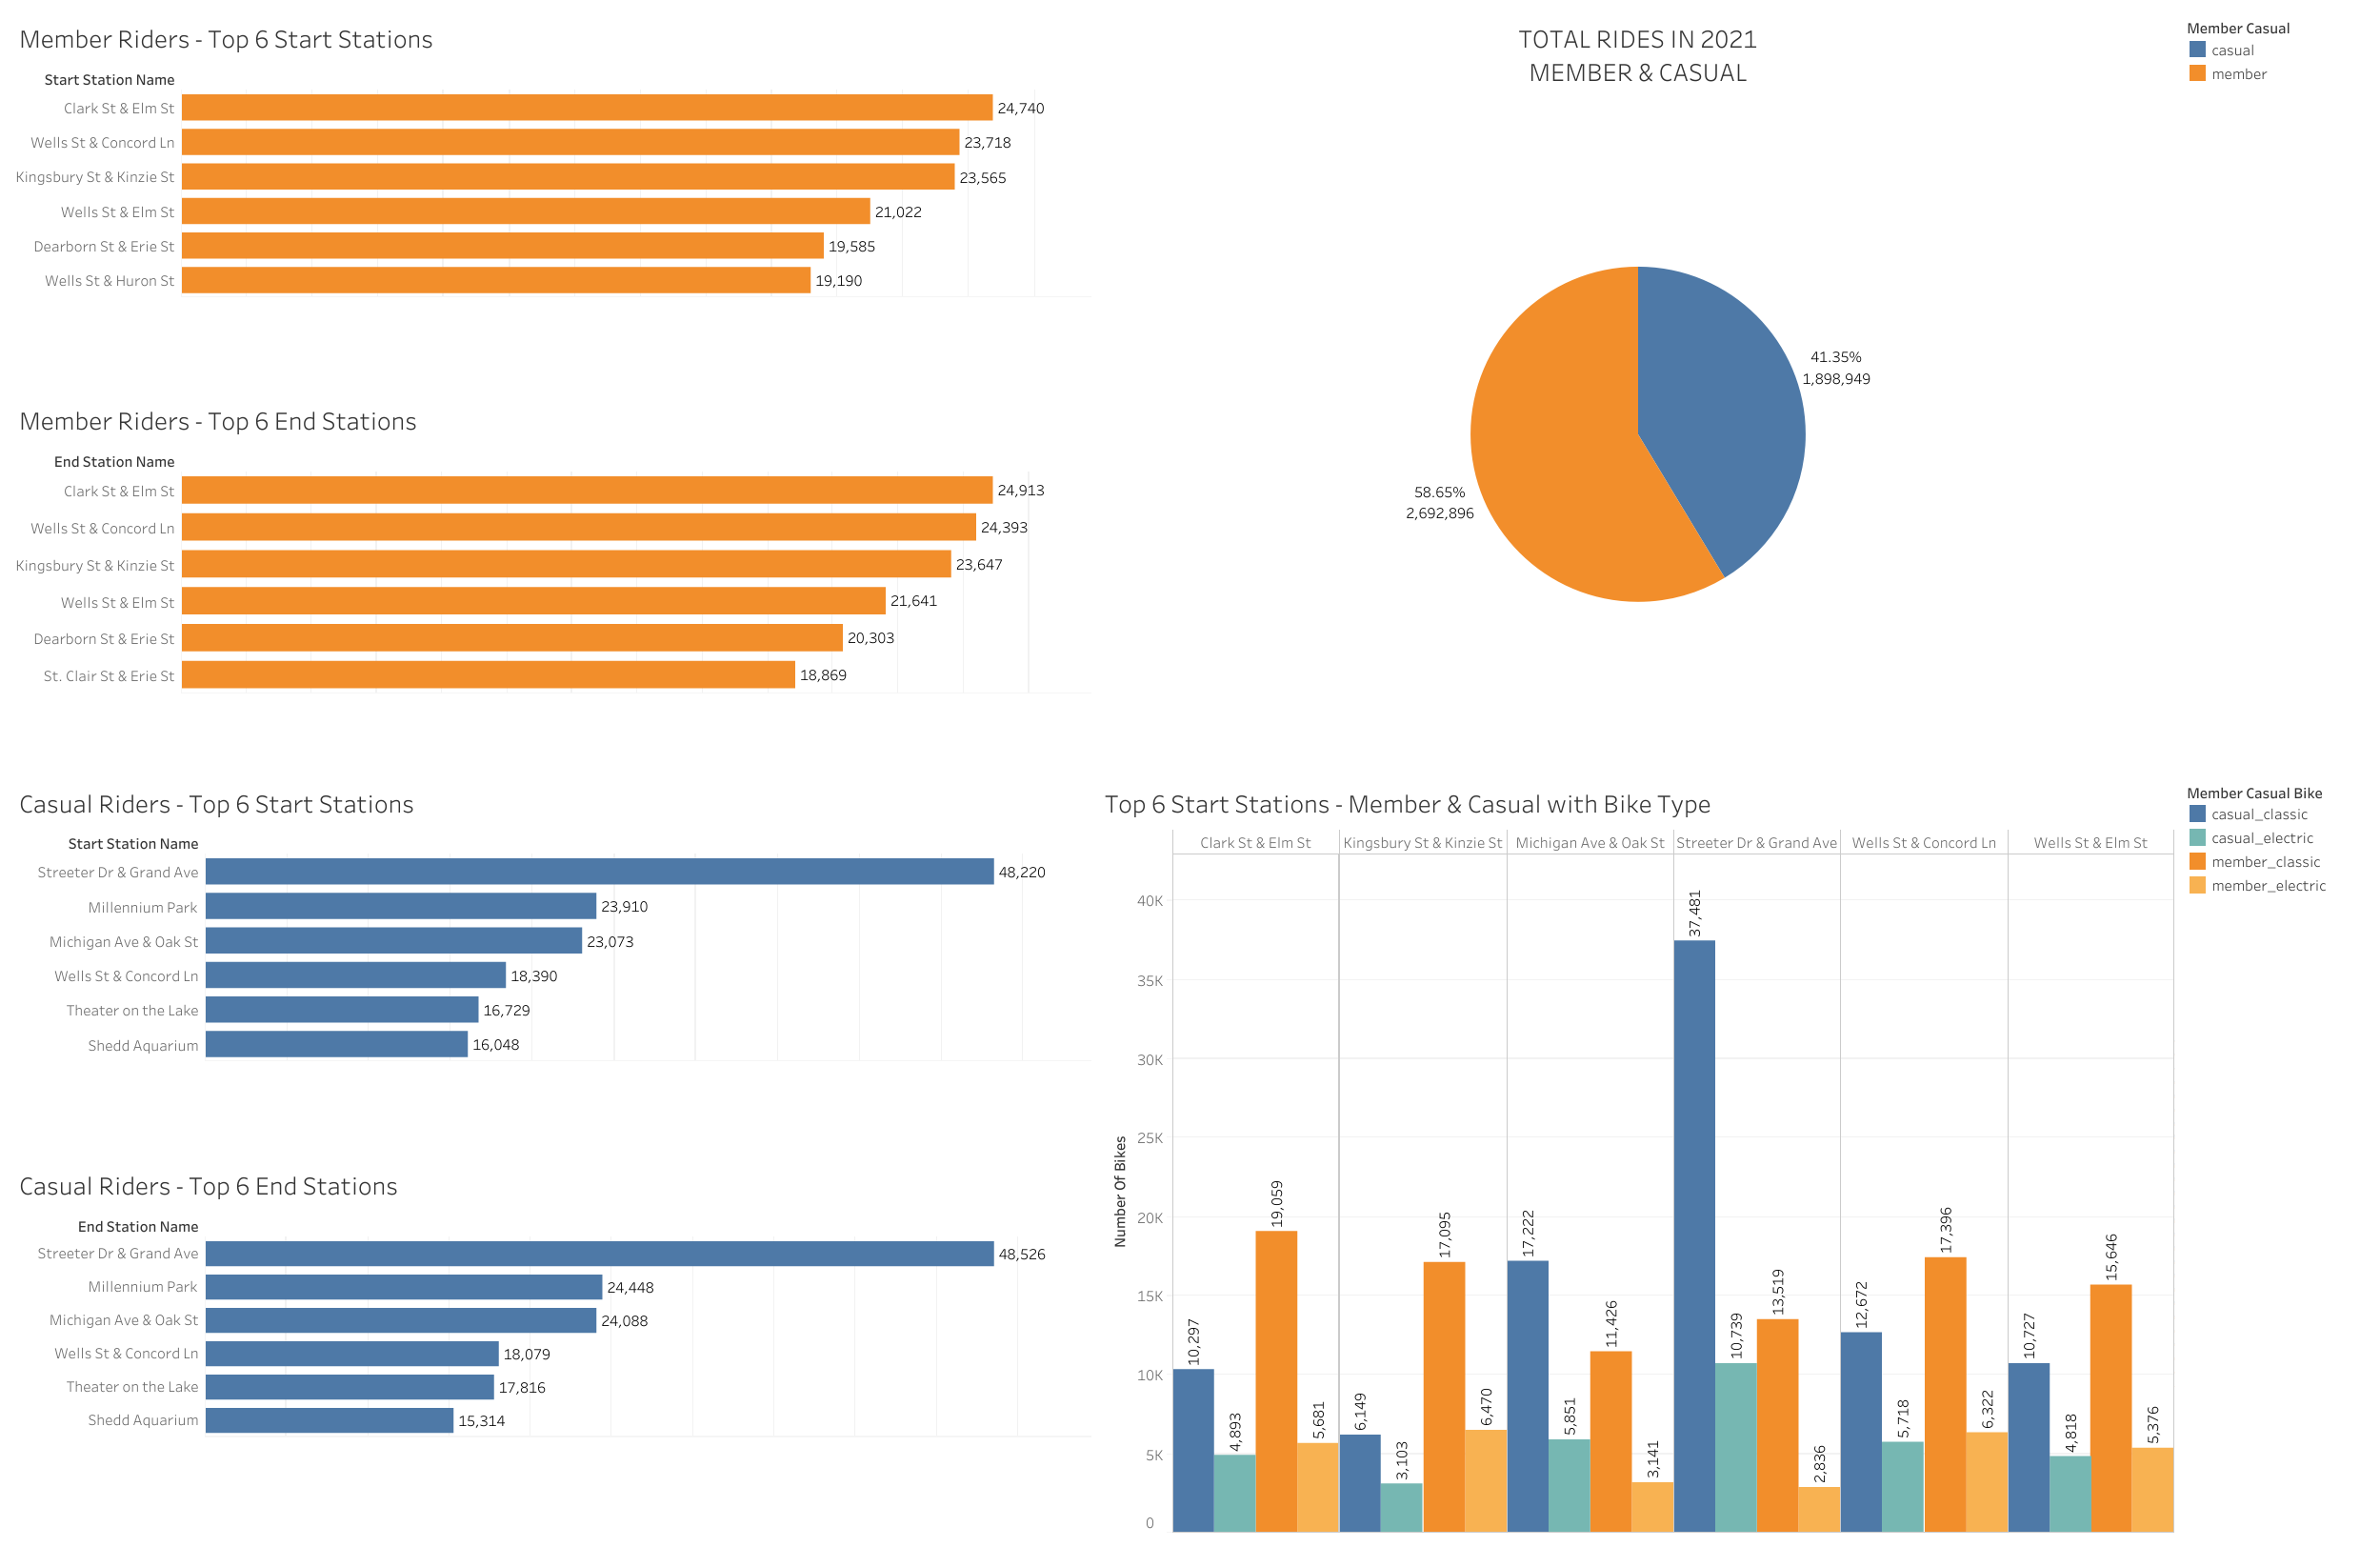 Member Riders - Top 6 Start Stations
Start Station Name
Clark St & Elm St 24,740
Wells St & Concord Ln 23,718
Kingsbury St & Kinzie St 23,565
Wells St & Elm St 21,022
Dearborn St & Erie St 19,585
Wells St & Huron St 19,190
Member Riders - Top 6 End Stations
End Station Name
Clark St & Elm St 24,913
Wells St & Concord Ln 24,393
Kingsbury St & Kinzie St 23,647
Wells St & Elm St 21,641
Dearborn St & Erie St 20,303
St. Clair St & Erie St 18,869
TOTAL RIDES IN 2021
MEMBER & CASUAL
41.35%
1,898,949
58.65%
2,692,896
Member Casual
casual
member
Casual Riders - Top 6 Start Stations
Start Station Name
Streeter Dr & Grand Ave 48,220
Millennium Park 23,910
Michigan Ave & Oak St 23,073
Wells St & Concord Ln 18,390
Theater on the Lake 16,729
Shedd Aquarium 16,048
Casual Riders - Top 6 End Stations
End Station Name
Streeter Dr & Grand Ave 48,526
Millennium Park 24,448
Michigan Ave & Oak St 24,088
Wells St & Concord Ln 18,079
Theater on the Lake 17,816
Shedd Aquarium 15,314
Top 6 Start Stations - Member & Casual with Bike Type
Clark St & Elm St Kingsbury St & Kinzie St Michigan Ave & Oak St Streeter Dr & Grand Ave Wells St & Concord Ln Wells St & Elm St
Number Of Bikes
40K
35K
30K
25K
20K
15K
10K
5K
0
10,297
4,893
19,059
5,681
6,149
3,103
17,095
6,470
17,222
5,851
11,426
3,141
37,481
10,739
13,519
2,836
12,672
5,718
17,396
6,322
10,727
4,818
15,646
5,376
Member Casual Bike
casual_classic
casual_electric
member_classic
member_electric